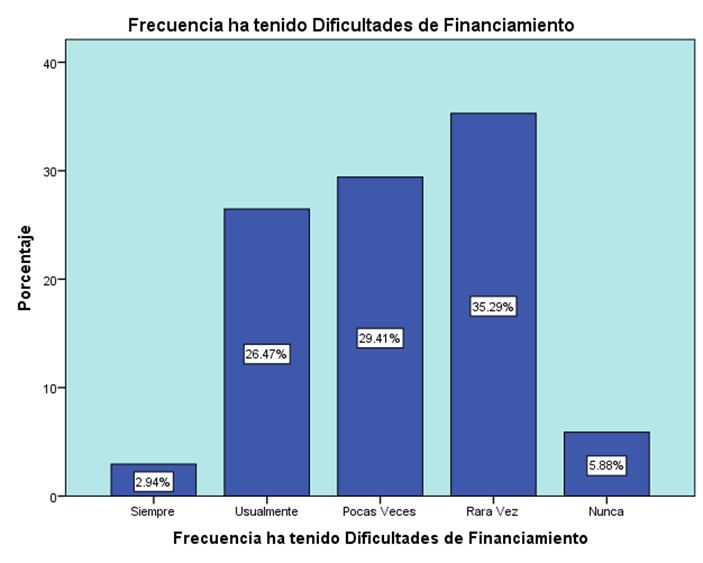 Frecuencia ha tenido Dificultades de Financiamiento
40
30
20
10
0
Porcentaje
2.94%
26.47%
29.41%
35.29%
5.88%
Siempre
Usualmente
Pocas Veces
Rara Vez
Nunca
Frecuencia ha tenido Dificultades de Financiamiento